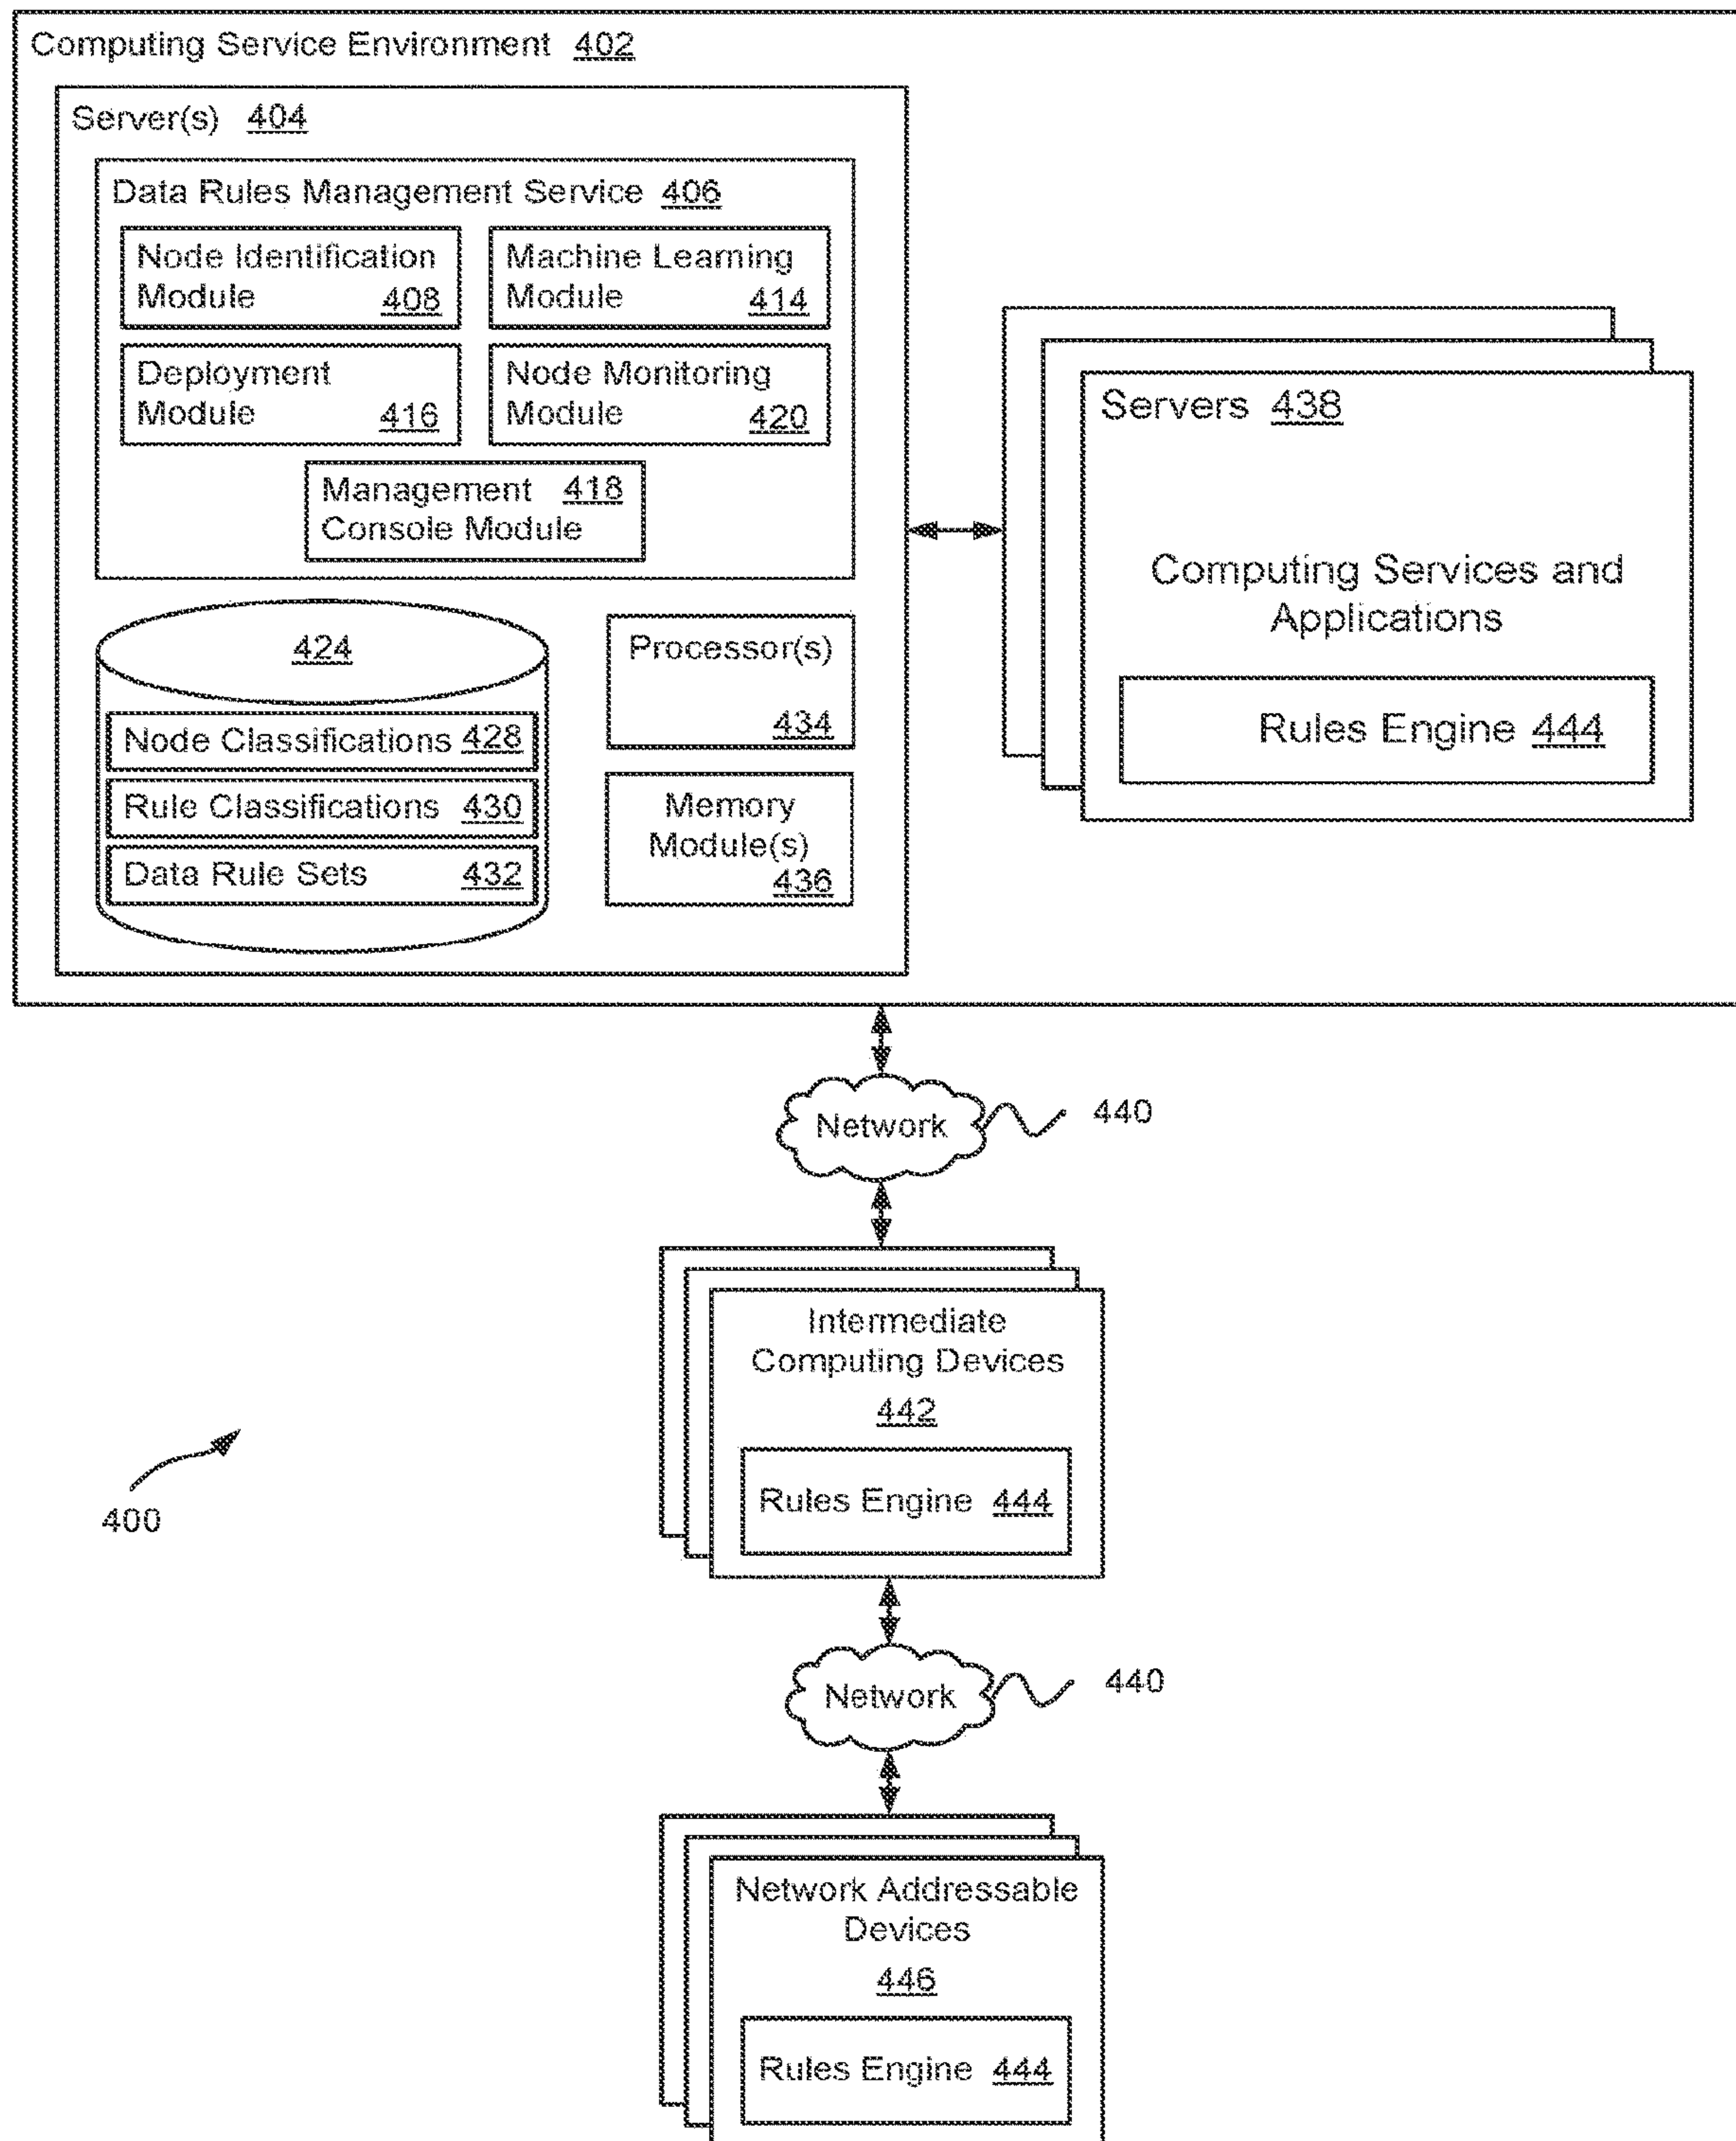 Computing Service Environment 402
Server(s) 404
Data Rules Management Service 406
Node Identification
Module 408
Machine Learning
Module 414
Deployment
Module 416
Node Monitoring
Module 420
Management 418
Console Module
424
Node Classifications 428
Rule Classifications 430
Data Rule Sets 432
Processor(s)
434
Memory
Module(s)
436
Servers 438
Computing Services and
Applications
Rules Engine 444
Network
440
Intermediate
Computing Devices
442
Rules Engine 444
400
Network
440
Network Addressable
Devices
446
Rules Engine 444